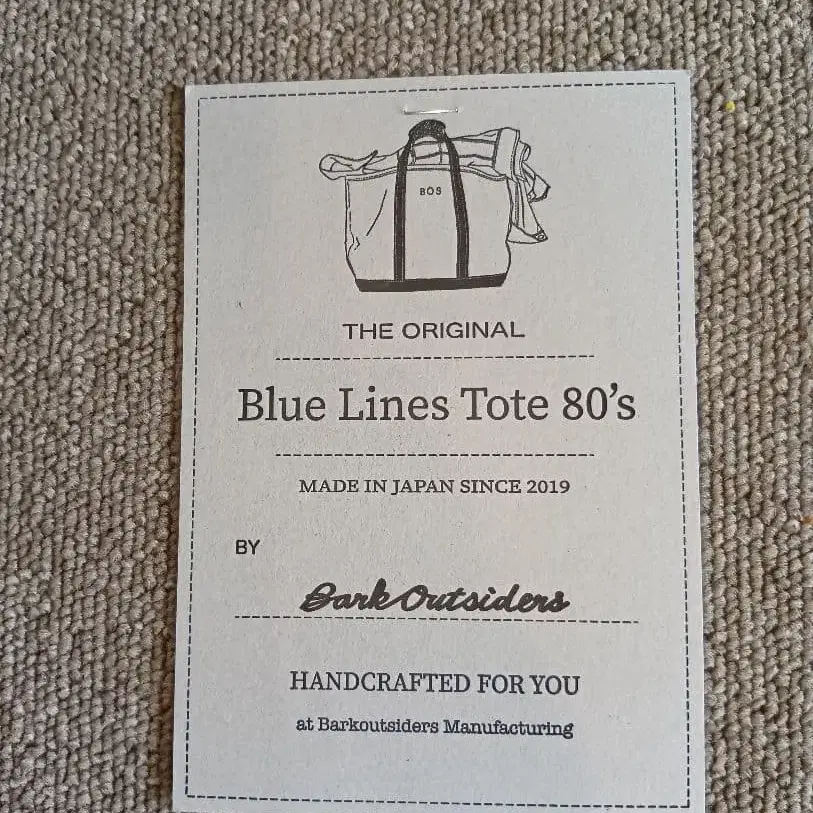 BOS
THE ORIGINAL
Blue Lines Tote 80's
MADE IN JAPAN SINCE 2019
BY
Bark Outsiders
HANDCRAFTED FOR YOU
at Barkoutsiders Manufacturing